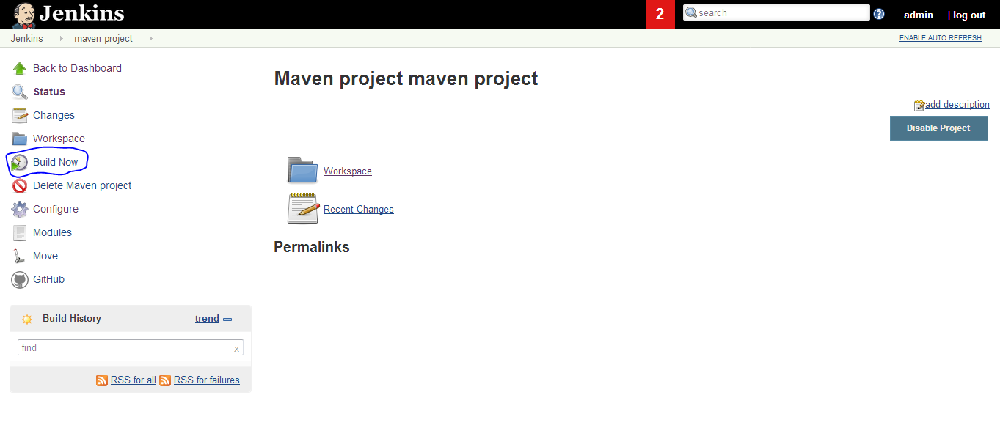 Jenkins
2
search
?
admin
| log out
Jenkins
maven project
ENABLE AUTO REFRESH
Back to Dashboard
Status
Changes
Workspace
Build Now
Delete Maven project
Configure
Modules
Move
GitHub
Build History
trend
find
x
RSS for all
RSS for failures
Maven project maven project
add description
Disable Project
Workspace
Recent Changes
Permalinks